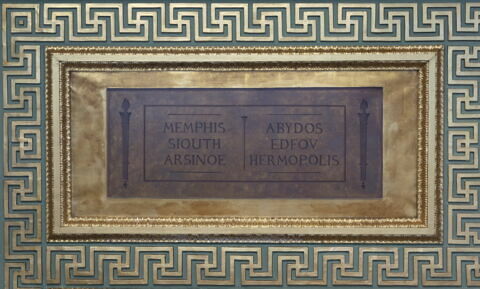 MEMPHIS
SIOUTH
ARSINOE
ABYDOS
EDFOV
HERMOPOLIS